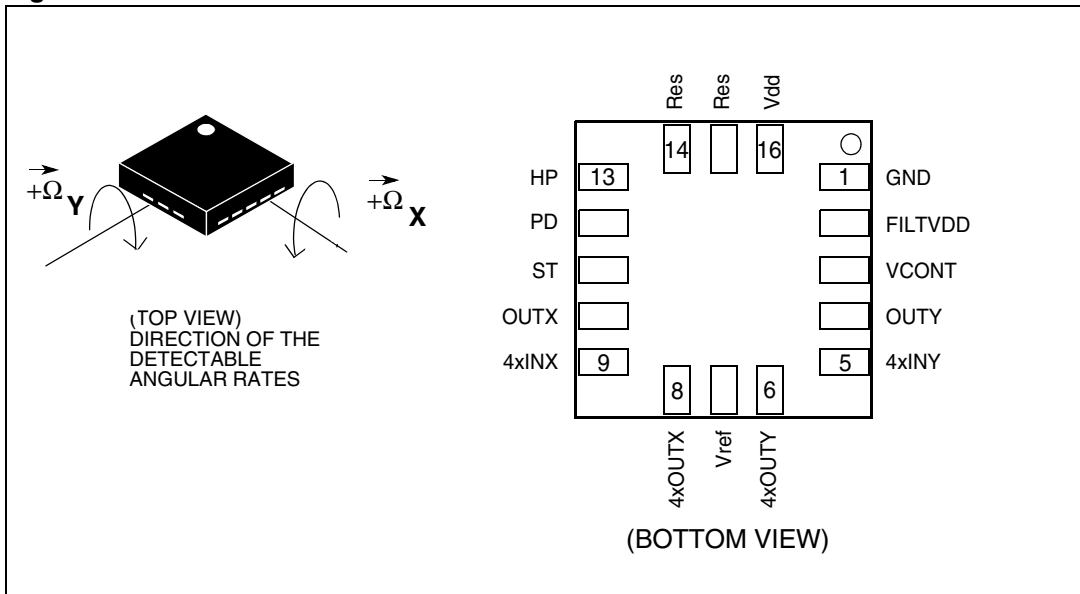 +Ω Y
+Ω X
(TOP VIEW)
DIRECTION OF THE
DETECTABLE
ANGULAR RATES
Res
Res
Vdd
14
16
HP
13
1
GND
PD
FILTVDD
ST
VCONT
OUTX
OUTY
4xINX
9
5
4xINY
8
6
4xOUTX
Vref
4xOUTY
(BOTTOM VIEW)